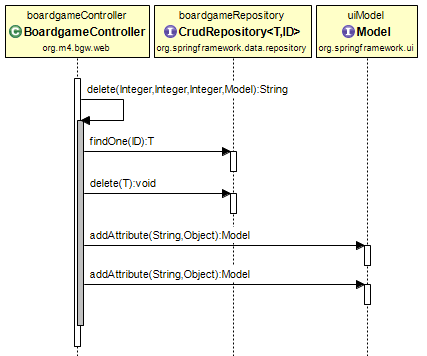 boardgameController
C BoardgameController
org.m4.bgw.web
boardgameRepository
I CrudRepository<T,ID>
org.springframework.data.repository
uiModel
I Model
org.springframework.ui
delete(Integer,Integer,Integer,Model):String
findOne(ID):T
delete(T):void
addAttribute(String,Object):Model
addAttribute(String,Object):Model